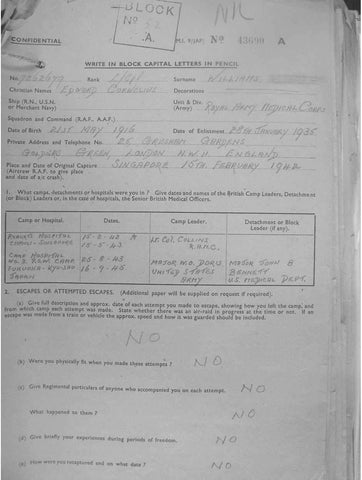 BLOCK
No 52
.A.
NR
CONFIDENTIAL
M.I. 9/JAP/ No 43690 A
WRITE IN BLOCK CAPITAL LETTERS IN PENCIL
No. 7262677 Rank L/Cpl Surname WILLIAMS
Christian Names EDWARD CORNELIUS Decorations
Ship (R.N., U.S.N. or Merchant Navy) Unit & Div. (Army) ROYAL ARMY MEDICAL CORPS
Squadron and Command (R.A.F., A.A.F.)
Date of Birth 21ST MAY 1916 Date of Enlistment 28TH JANUARY 1935
Private Address and Telephone No. 25 GRESHAM GARDENS
GOLDERS GREEN, LONDON N.W.11 ENGLAND
Place and Date of Original Capture SINGAPORE 15TH FEBRUARY 1942
(Aircrew R.A.F. to give place and date of a/c crash)
1. What camps, detachments or hospitals were you in? Give dates and names of the British Camp Leaders, Detachment
(or Block) Leaders or, in the case of hospitals, the Senior British Medical Officers.
Camp or Hospital. Dates. Camp Leader. Detachment or Block Leader (if any).
ROBERTS HOSPITAL 15-2-42
CHANGI-SINGAPORE 15-5-43 LT. COL. COLLINS R.A.M.C.
CAMP HOSPITAL
P.O.W. CAMP 25-5-43 MAJOR M.O. DORIS MAJOR JOHN B
FUKUOKA-KYUSHU 16-9-45 UNITED STATES BENNETT
JAPAN ARMY U.S. MEDICAL DEPT.
2. ESCAPES OR ATTEMPTED ESCAPES. (Additional paper will be supplied on request if required).
(a) Give full description and approx. date of each attempt you made to escape, showing how you left the camp, and
from which camp each attempt was made. State whether there was an air-raid in progress at the time or not. If an
escape was made from a train or vehicle the approx. speed and how it was guarded should be included.
NO
(b) Were you physically fit when you made these attempts? NO
(c) Give Regimental particulars of anyone who accompanied you on each attempt. NO
What happened to them? NO
(d) Give briefly your experiences during periods of freedom. NO
(e) How were you recaptured and on what date? NO